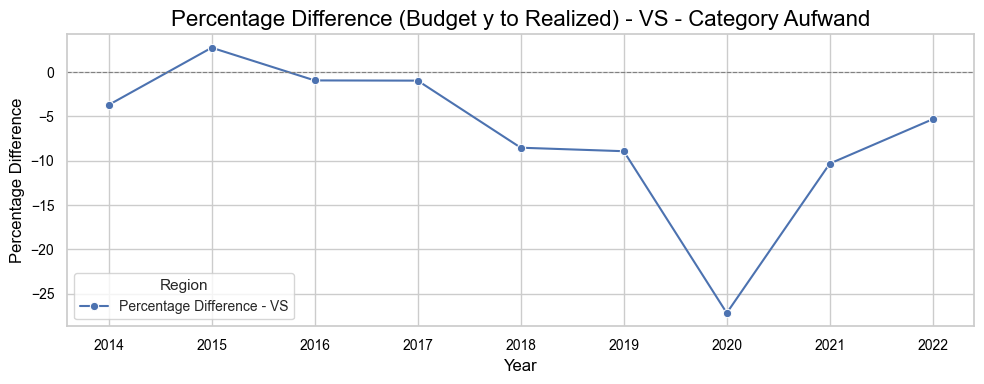 Percentage Difference (Budget y to Realized) - VS - Category Aufwand
Percentage Difference
0
−5
−10
−15
−20
−25
Region
Percentage Difference - VS
2014 2015 2016 2017 2018 2019 2020 2021 2022
Year